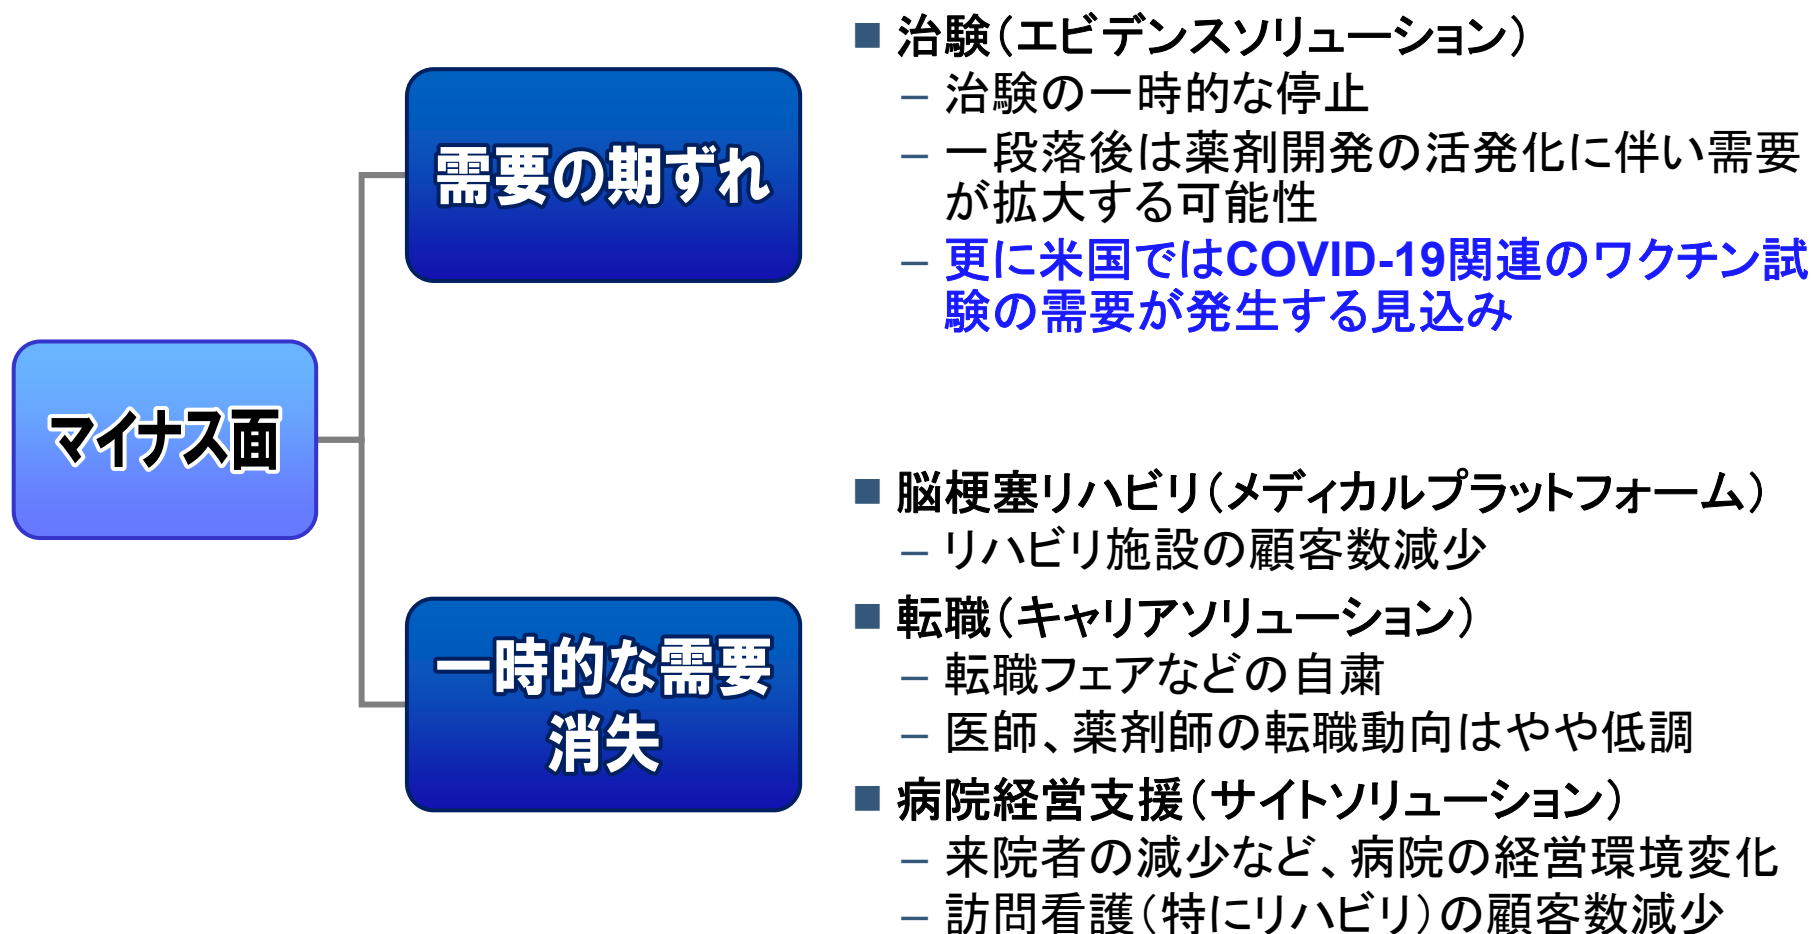 マイナス面
需要の期ずれ
■ 治験（エビデンスソリューション）
– 治験の一時的な停止
– 一段落後は薬剤開発の活発化に伴い需要
が拡大する可能性
– 更に米国ではCOVID-19関連のワクチン試
験の需要が発生する見込み
一時的な需要
消失
■ 脳梗塞リハビリ（メディカルプラットフォーム）
– リハビリ施設の顧客数減少
■ 転職（キャリアソリューション）
– 転職フェアなどの自粛
– 医師、薬剤師の転職動向はやや低調
■ 病院経営支援（サイトソリューション）
– 来院者の減少など、病院の経営環境変化
– 訪問看護（特にリハビリ）の顧客数減少